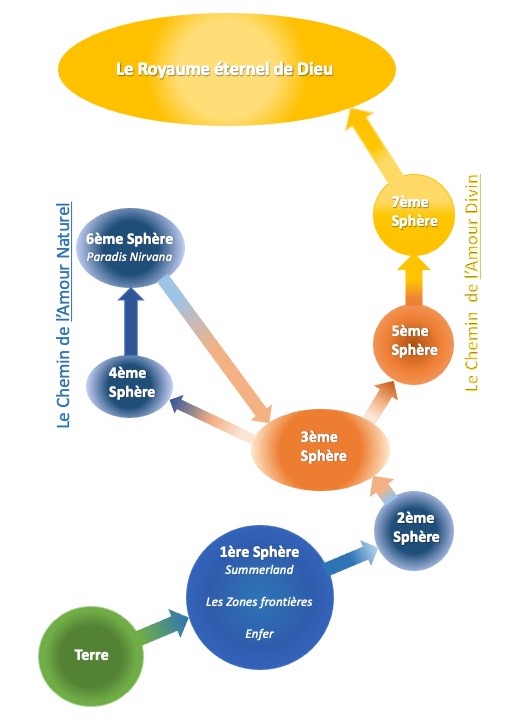 Le Royaume éternel de Dieu
7ème
Sphère
6ème Sphère
Paradis Nirvana
Le Chemin de l'Amour Naturel
Le Chemin de l'Amour Divin
5ème
Sphère
4ème
Sphère
3ème
Sphère
2ème
Sphère
1ère Sphère
Summerland
Les Zones frontières
Enfer
Terre